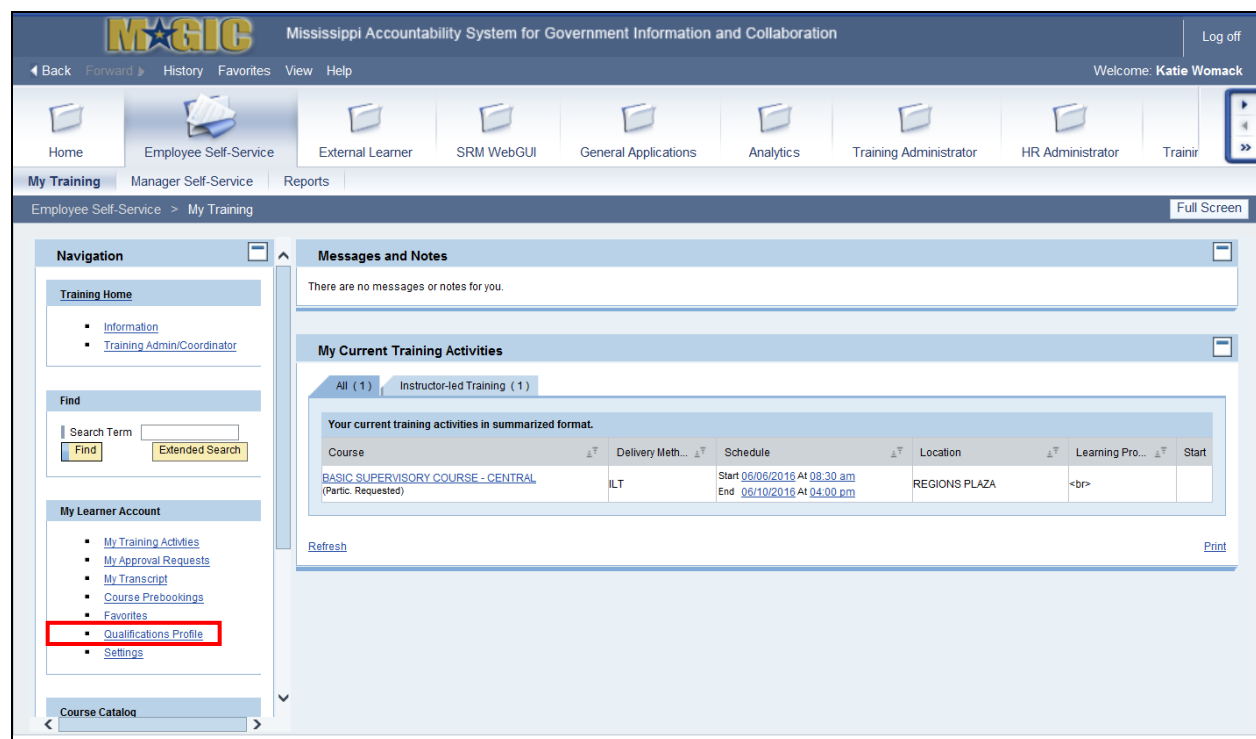 MAGIC Mississippi Accountability System for Government Information and Collaboration Log off
Back Forward History Favorites View Help Welcome: Katie Womack
Home Employee Self-Service External Learner SRM WebGUI General Applications Analytics Training Administrator HR Administrator Trainir
My Training Manager Self-Service Reports
Employee Self-Service > My Training Full Screen
Navigation
Training Home
Information
Training Admin/Coordinator
Find
Search Term
Find Extended Search
My Learner Account
My Training Activties
My Approval Requests
My Transcript
Course Prebookings
Favorites
Qualifications Profile
Settings
Course Catalog
Messages and Notes
There are no messages or notes for you.
My Current Training Activities
All ( 1 ) Instructor-led Training ( 1 )
Your current training activities in summarized format.
Course Delivery Meth... Schedule Location Learning Pro... Start
BASIC SUPERVISORY COURSE - CENTRAL
(Partic. Requested)
ILT
Start 06/06/2016 At 08:30 am
End 06/10/2016 At 04:00 pm
REGIONS PLAZA
<br>
Refresh Print